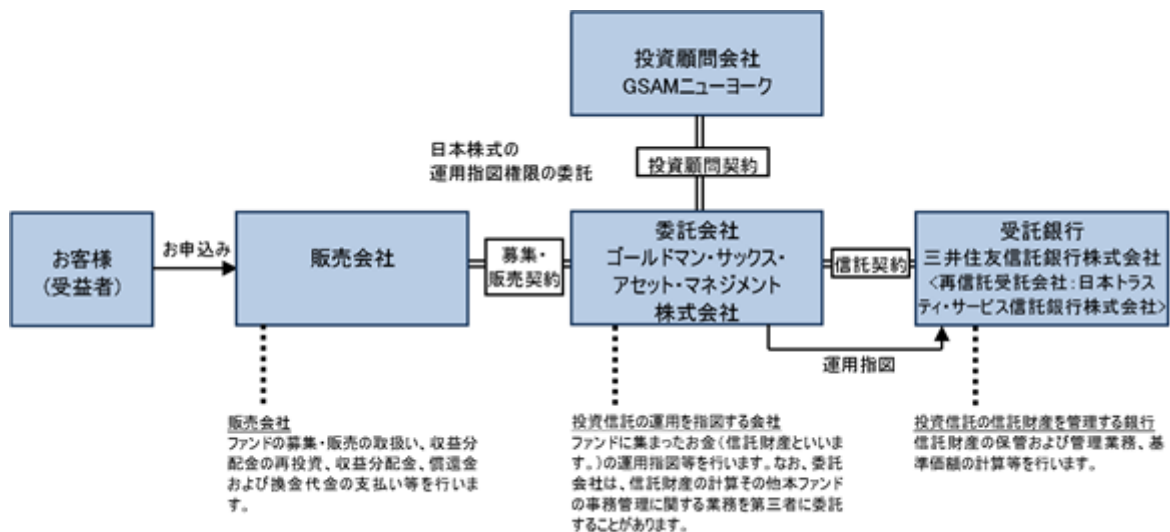 投資顧問会社
GSAMニューヨーク
日本株式の
運用指図権限の委託
投資顧問契約
お客様
(受益者)
お申込み
販売会社
募集・
販売契約
委託会社
ゴールドマン・サックス・
アセット・マネジメント
株式会社
信託契約
受託銀行
三井住友信託銀行株式会社
<再信託受託会社:日本トラス
ティ・サービス信託銀行株式会社>
運用指図
販売会社
ファンドの募集・販売の取扱い、収益分
配金の再投資、収益分配金、償還金
および換金代金の支払い等を行いま
す。
投資信託の運用を指図する会社
ファンドに集まったお金(信託財産といいま
す。)の運用指図等を行います。なお、委託
会社は、信託財産の計算その他本ファンド
の事務管理に関する業務を第三者に委託
することがあります。
投資信託の信託財産を管理する銀行
信託財産の保管および管理業務、基
準価額の計算等を行います。